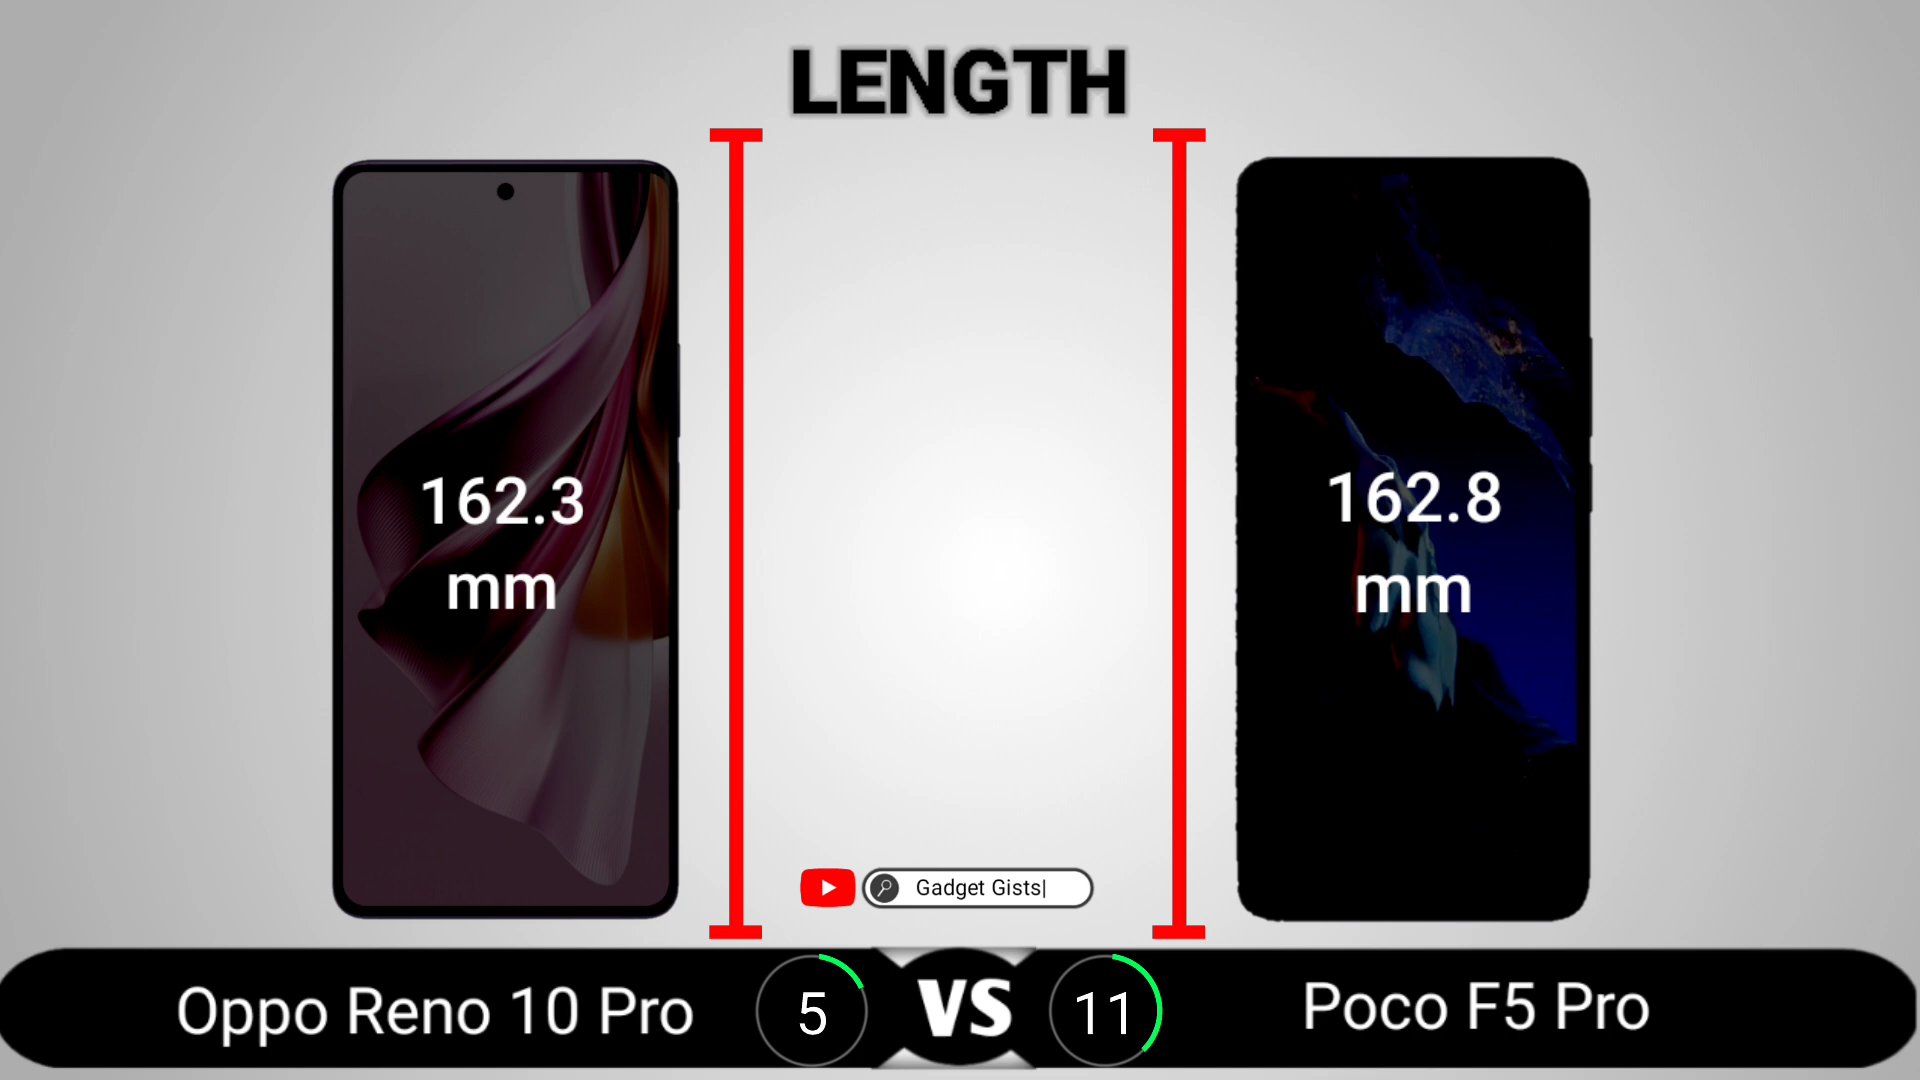 LENGTH
162.3
mm
162.8
mm
Gadget Gists|
Oppo Reno 10 Pro
5
VS
11
Poco F5 Pro